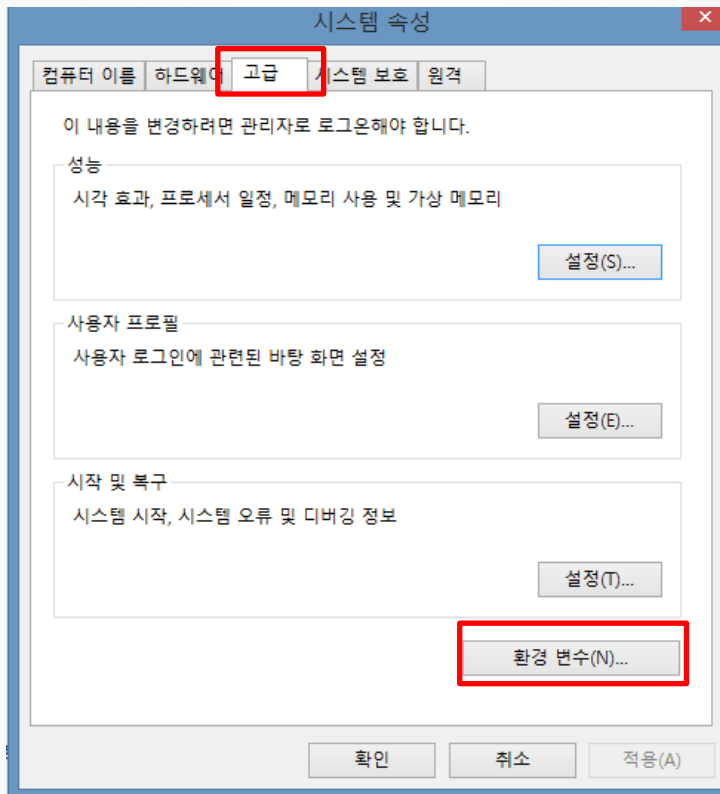 시스템 속성
컴퓨터 이름 하드웨어 고급 시스템 보호 원격
이 내용을 변경하려면 관리자로 로그온해야 합니다.
성능
시각 효과, 프로세서 일정, 메모리 사용 및 가상 메모리
설정(S)...
사용자 프로필
사용자 로그인에 관련된 바탕 화면 설정
설정(E)...
시작 및 복구
시스템 시작, 시스템 오류 및 디버깅 정보
설정(T)...
환경 변수(N)...
확인 취소 적용(A)